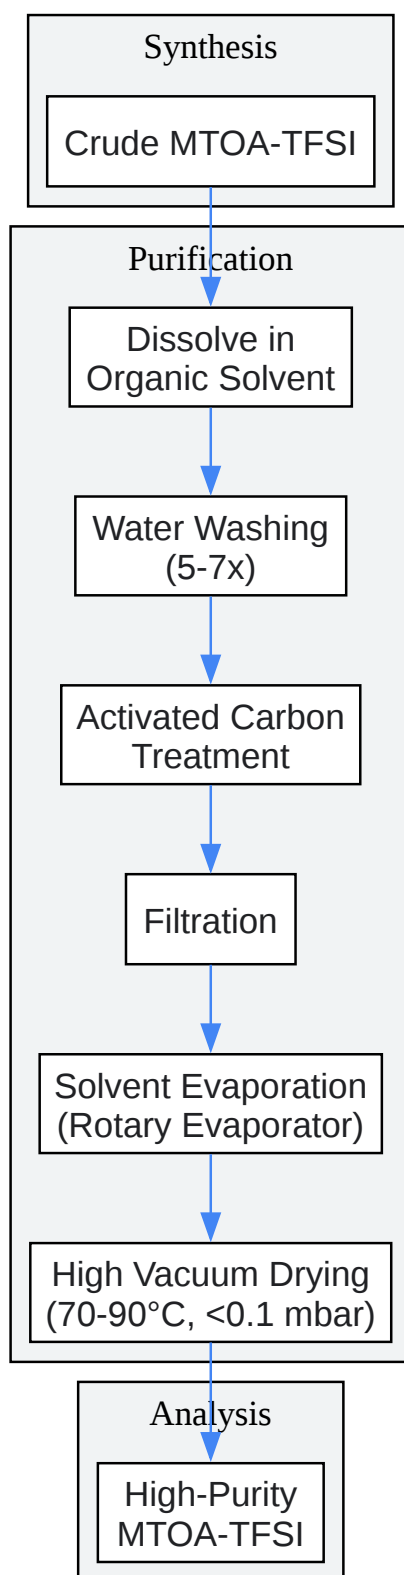 Synthesis
Crude MTOA-TFSI
Purification
Dissolve in
Organic Solvent
Water Washing
(5-7x)
Activated Carbon
Treatment
Filtration
Solvent Evaporation
(Rotary Evaporator)
High Vacuum Drying
(70-90°C, <0.1 mbar)
Analysis
High-Purity
MTOA-TFSI